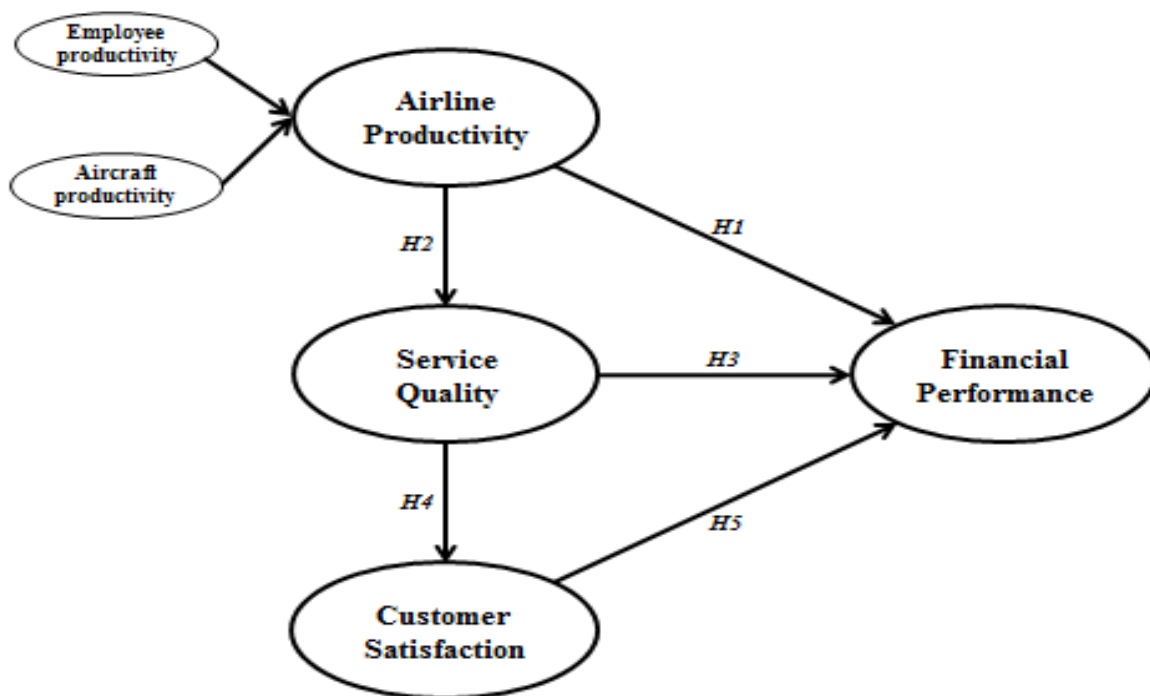 Employee
productivity
Airline
Productivity
Aircraft
productivity
H1
H2
Service
Quality
H3
Financial
Performance
H4
H5
Customer
Satisfaction